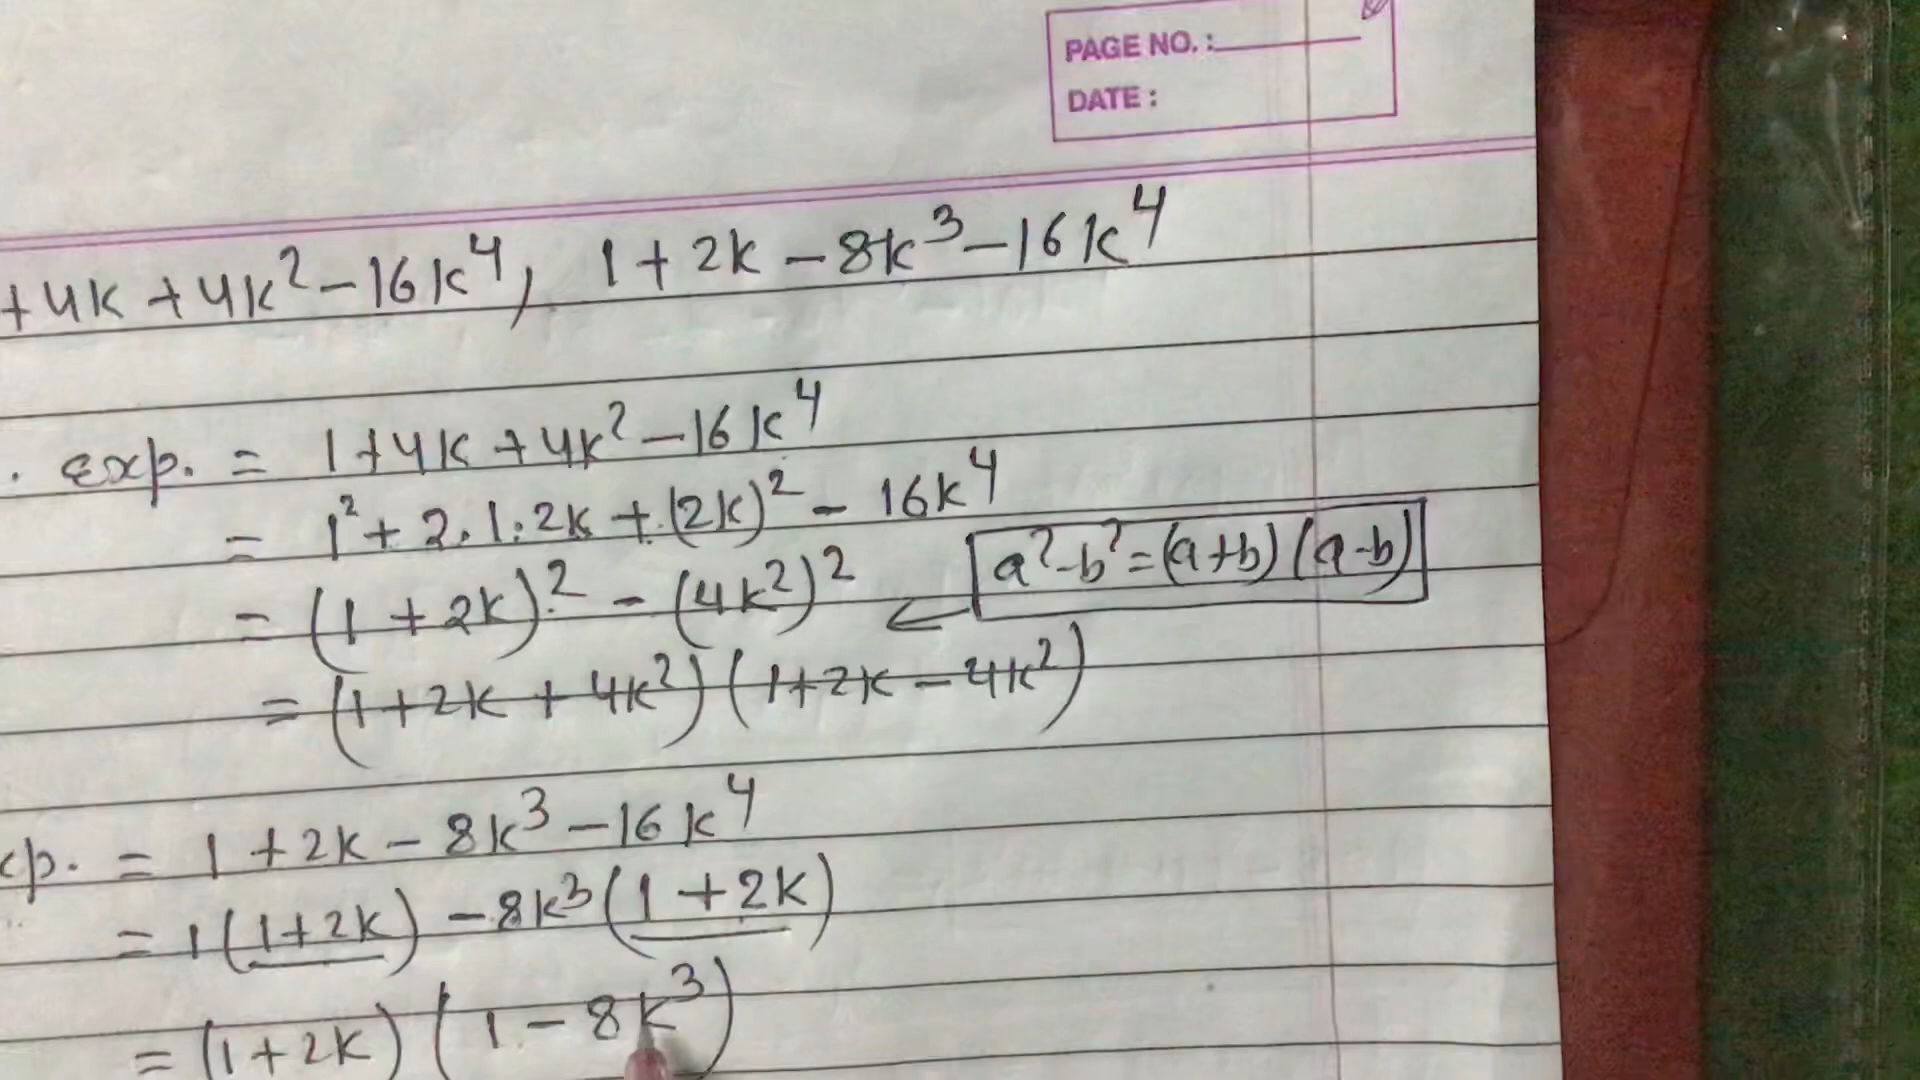 PAGE NO. :
DATE :
+4k+4k²-16k⁴, 1+2k-8k³-16k⁴
. exp. = 1+4k+4k²-16k⁴
= 1²+2.1.2k+(2k)²-16k⁴
= (1+2k)²-(4k²)² ← a²-b²=(a+b)(a-b)
= (1+2k+4k²)(1+2k-4k²)
xp. = 1+2k-8k³-16k⁴
= 1(1+2k)-8k³(1+2k)
= (1+2k)(1-8k³)